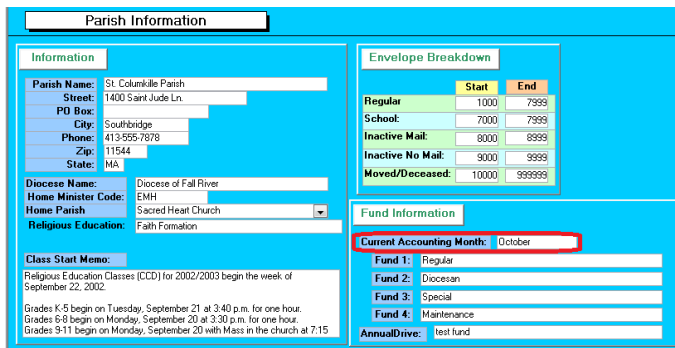 Parish Information
Information
Parish Name: St. Columkille Parish
Street: 1400 Saint Jude Ln.
PO Box:
City: Southbridge
Phone: 413-555-7878
Zip: 11544
State: MA
Diocese Name: Diocese of Fall River
Home Minister Code: EMH
Home Parish Sacred Heart Church
Religious Education: Faith Formation
Class Start Memo:
Religious Education Classes (CCD) for 2002/2003 begin the week of
September 22, 2002.
Grades K-5 begin on Tuesday, September 21 at 3:40 p.m. for one hour.
Grades 6-8 begin on Monday, September 20 at 3:30 p.m. for one hour.
Grades 9-11 begin on Monday, September 20 with Mass in the church at 7:15
Envelope Breakdown
Start End
Regular 1000 7999
School: 7000 7999
Inactive Mail: 8000 8999
Inactive No Mail: 9000 9999
Moved/Deceased: 10000 999999
Fund Information
Current Accounting Month: October
Fund 1: Regular
Fund 2: Diocesan
Fund 3: Special
Fund 4: Maintenance
AnnualDrive: test fund